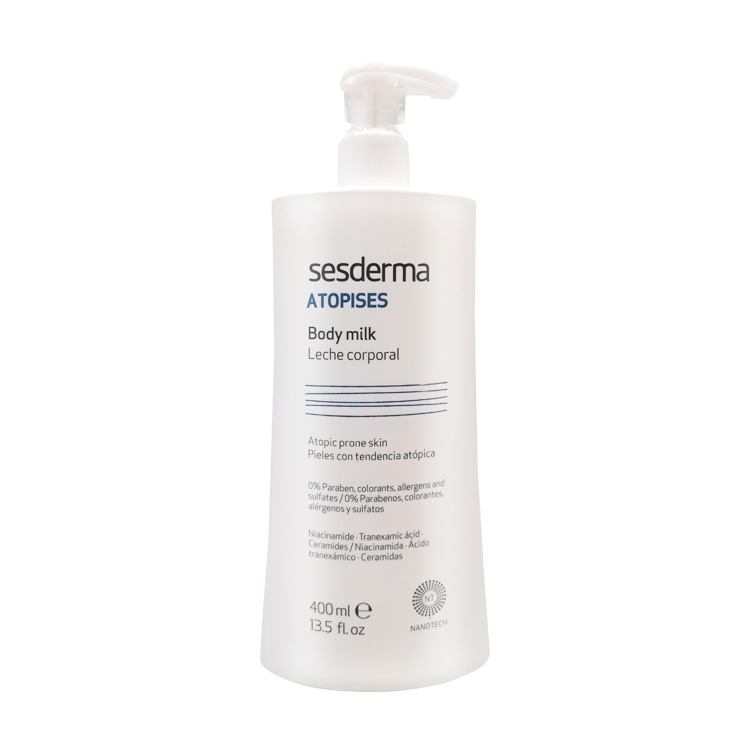 sesderma
ATOPISES
Body milk
Leche corporal
Atopic prone skin
Pieles con tendencia atópica
0% Paraben, colorants, allergens and
sulfates / 0% Parabenos, colorantes,
alérgenos y sulfatos
Niacinamide · Tranexamic ácid ·
Ceramides / Niacinamida · Ácido
tranexámico · Ceramidas
400 ml ℮
13.5 fl. oz
NT
NANOTECH